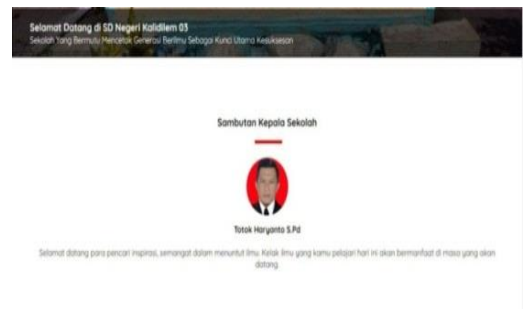 Selamat Datang di SD Negeri Kalidilem 03
Sekolah Yang Bermutu Mencetak Generasi Berilmu Sebagai Kunci Utama Kesuksesan
Sambutan Kepala Sekolah
Totok Haryanto S.Pd
Selamat datang para pencari inspirasi, semangat dalam menuntut ilmu. Kelak ilmu yang kamu pelajari hari ini akan bermanfaat di masa yang akan
datang